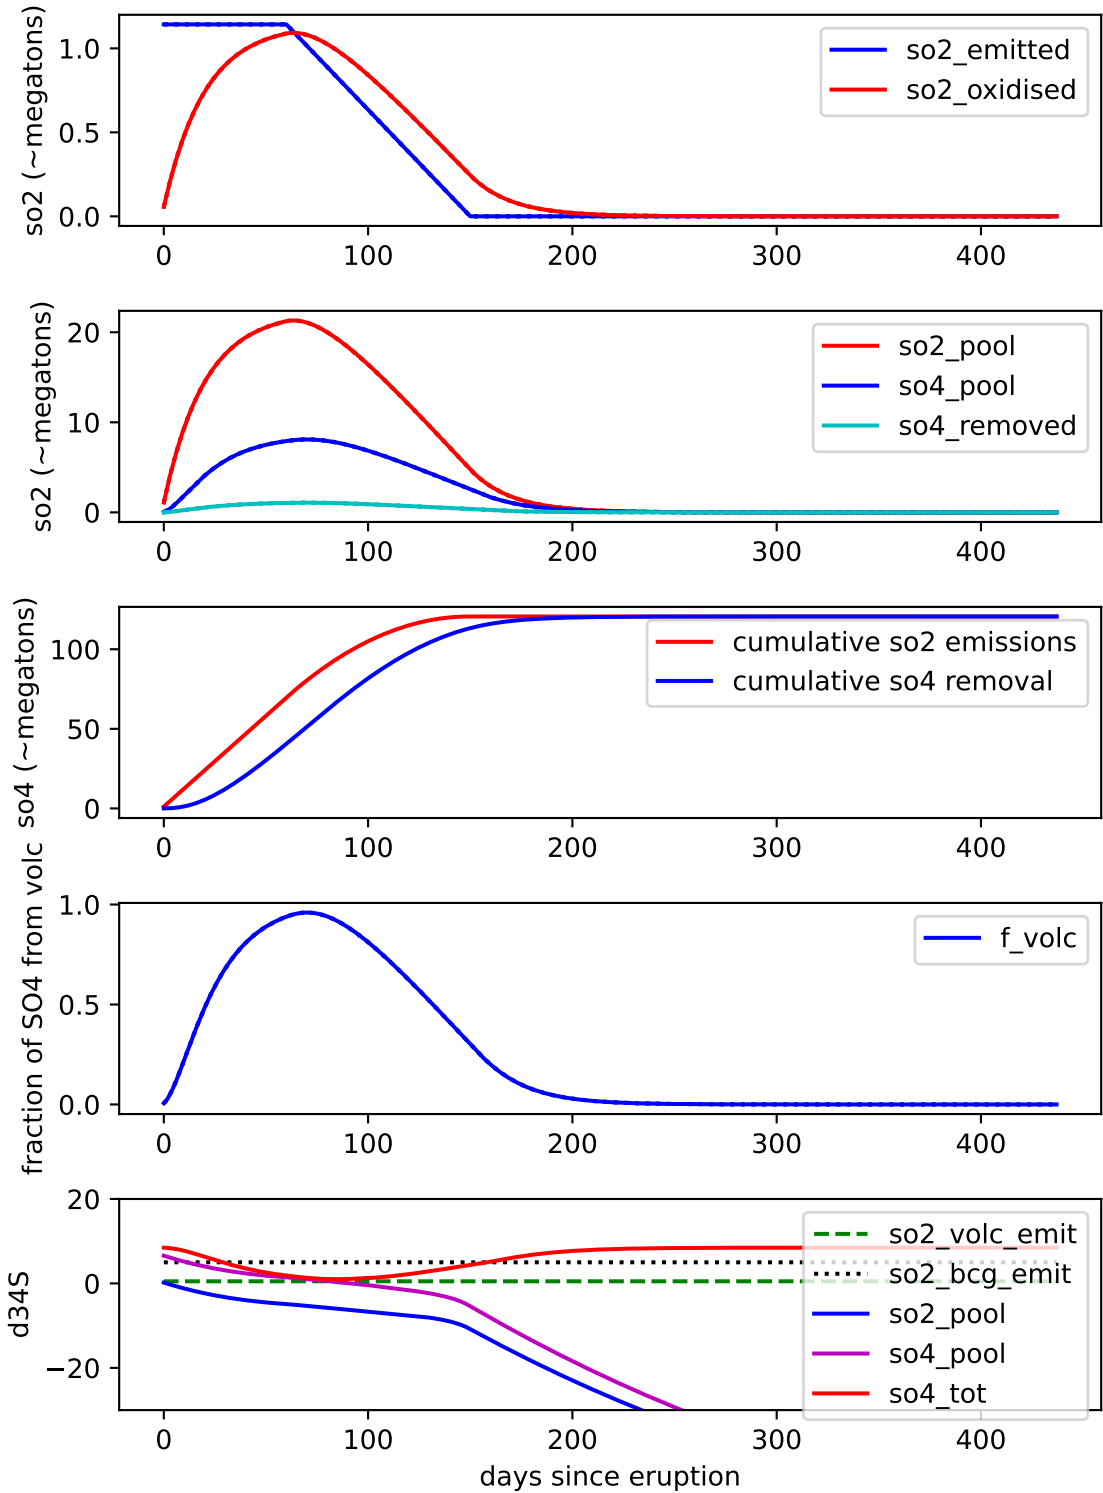 so2 (~megatons)
1.0
0.5
0.0
so2_emitted
so2_oxidised
0
100
200
300
400
so2 (~megatons)
20
10
0
so2_pool
so4_pool
so4_removed
0
100
200
300
400
so4 (~megatons)
100
50
0
cumulative so2 emissions
cumulative so4 removal
0
100
200
300
400
fraction of SO4 from volc
1.0
0.5
0.0
f_volc
0
100
200
300
400
d34S
20
0
−20
so2_volc_emit
so2_bcg_emit
so2_pool
so4_pool
so4_tot
0
100
200
300
400
days since eruption